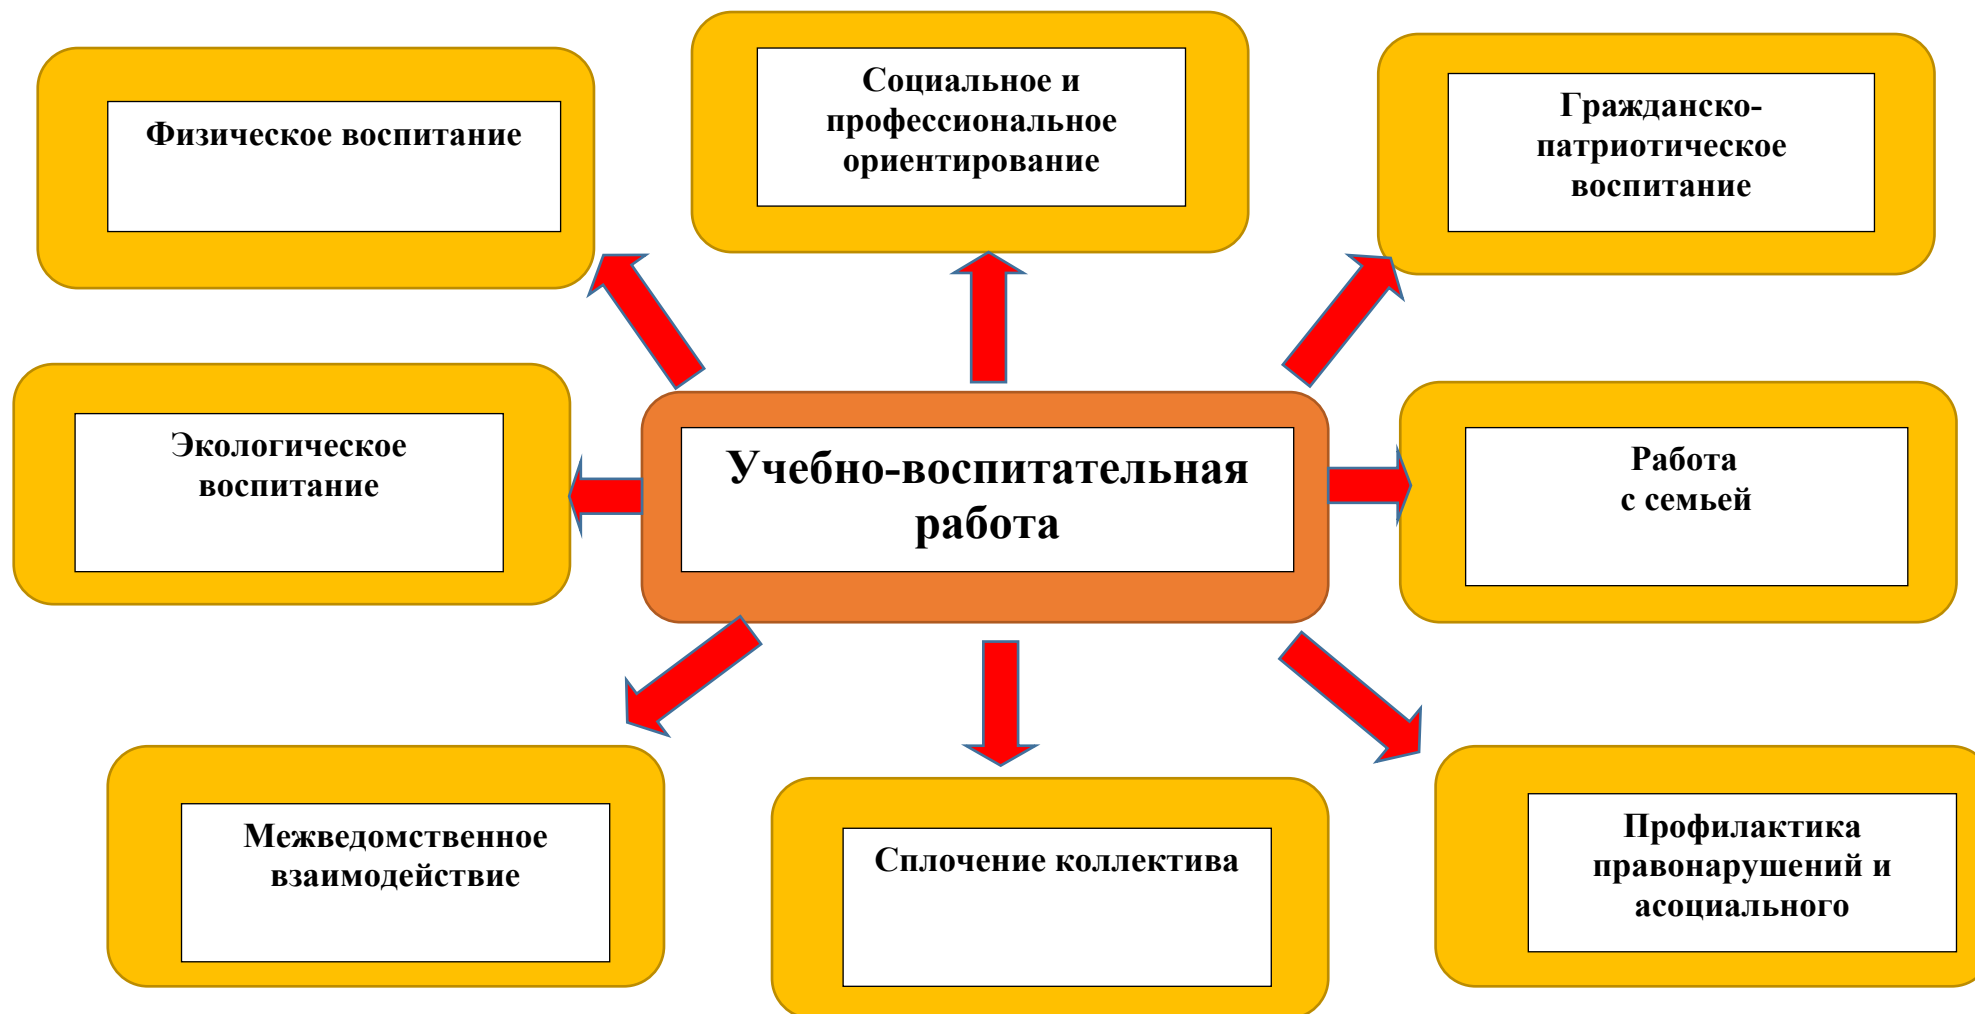 Физическое воспитание
Социальное и
профессиональное
ориентирование
Гражданско-
патриотическое
воспитание
Экологическое
воспитание
Учебно-воспитательная
работа
Работа
с семьей
Межведомственное
взаимодействие
Сплочение коллектива
Профилактика
правонарушений и
асоциального